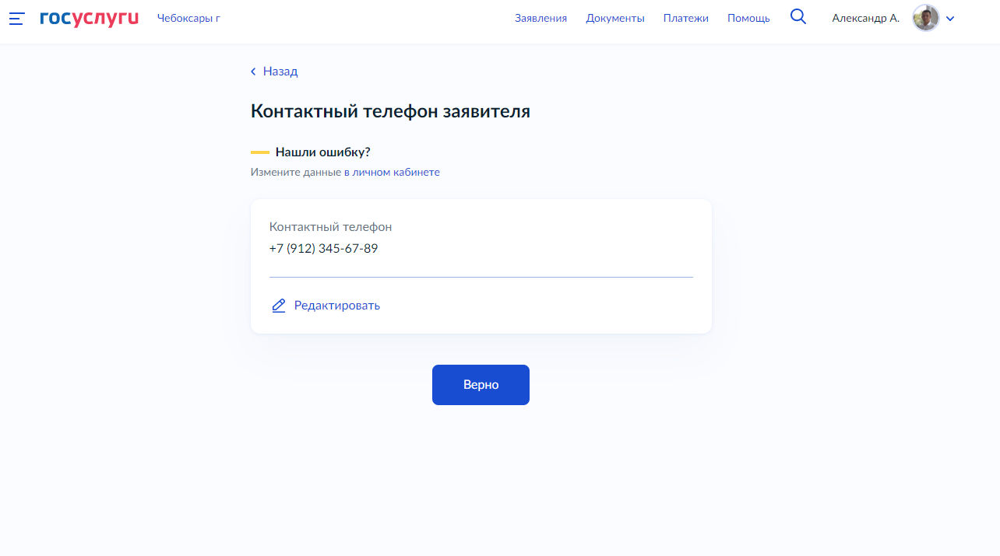 госуслуги Чебоксары г Заявления Документы Платежи Помощь Александр А.
Назад
Контактный телефон заявителя
Нашли ошибку?
Измените данные в личном кабинете
Контактный телефон
+7 (912) 345-67-89
Редактировать
Верно